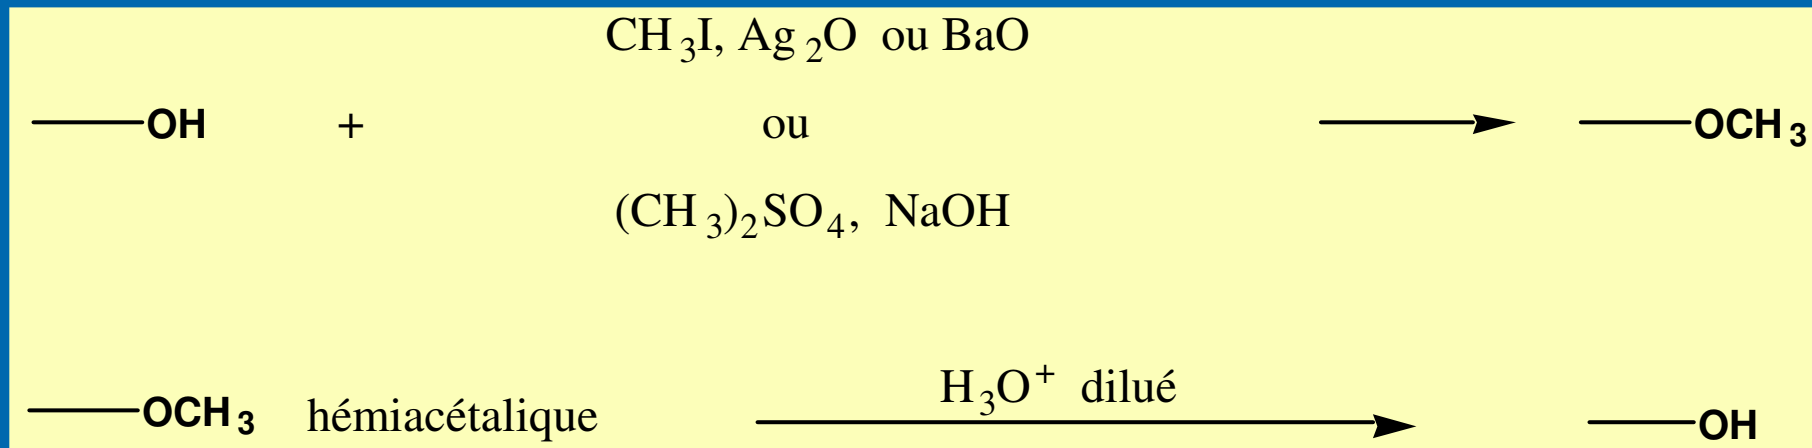 CH3I, Ag2O ou BaO
OH + ou OCH3
(CH3)2SO4, NaOH
H3O+ dilué
OCH3 hémiacétalique OH